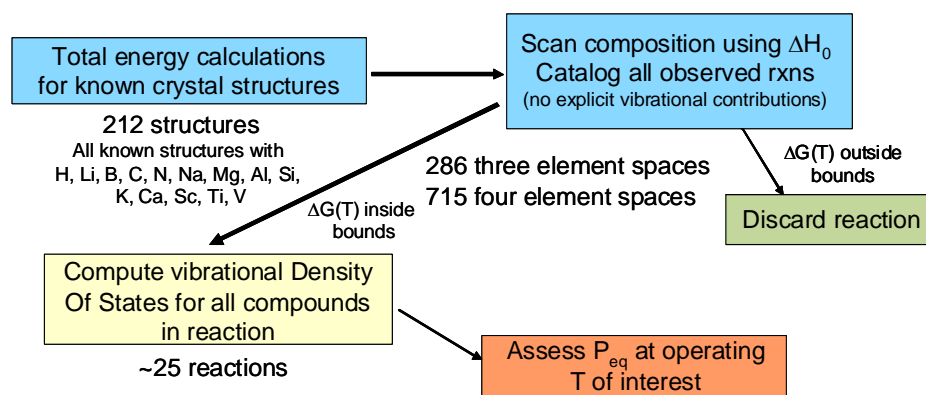 Total energy calculations
for known crystal structures
Scan composition using ΔH₀
Catalog all observed rxns
(no explicit vibrational contributions)
212 structures
All known structures with
H, Li, B, C, N, Na, Mg, Al, Si,
K, Ca, Sc, Ti, V
286 three element spaces
715 four element spaces
ΔG(T) outside
bounds
Discard reaction
ΔG(T) inside
bounds
Compute vibrational Density
Of States for all compounds
in reaction
~25 reactions
Assess Peq at operating
T of interest